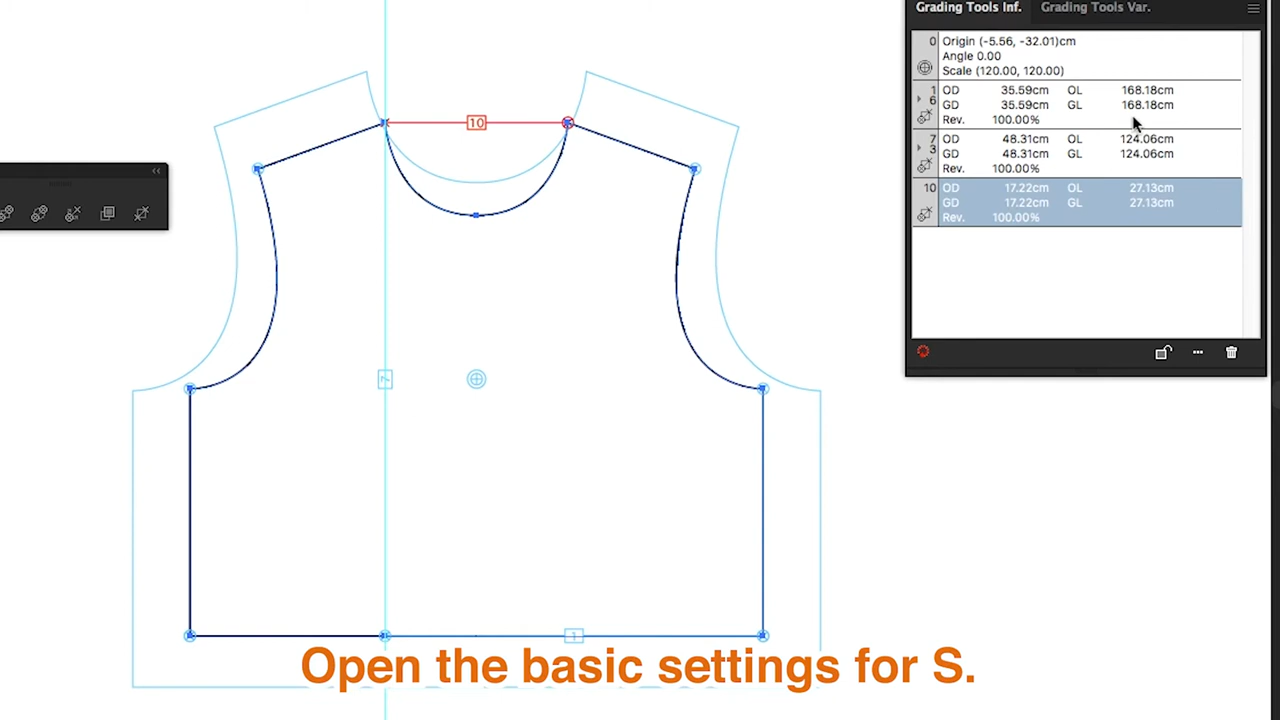 Grading Tools Inf. Grading Tools Var.
0 Origin (-5.56, -32.01)cm
Angle 0.00
Scale (120.00, 120.00)
1 OD 35.59cm OL 168.18cm
6 GD 35.59cm GL 168.18cm
Rev. 100.00%
7 OD 48.31cm OL 124.06cm
3 GD 48.31cm GL 124.06cm
Rev. 100.00%
10 OD 17.22cm OL 27.13cm
GD 17.22cm GL 27.13cm
Rev. 100.00%
10
7
1
Open the basic settings for S.